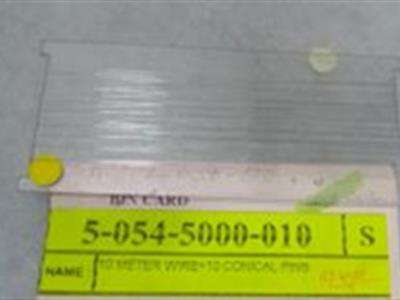 BIN CARD
5-054-5000-010 S
NAME 10 METER WIRE+10 CONICAL PINS